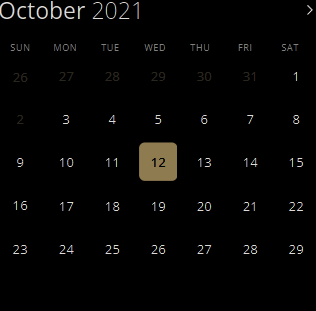 October 2021
SUN MON TUE WED THU FRI SAT
26 27 28 29 30 31 1
2 3 4 5 6 7 8
9 10 11 12 13 14 15
16 17 18 19 20 21 22
23 24 25 26 27 28 29